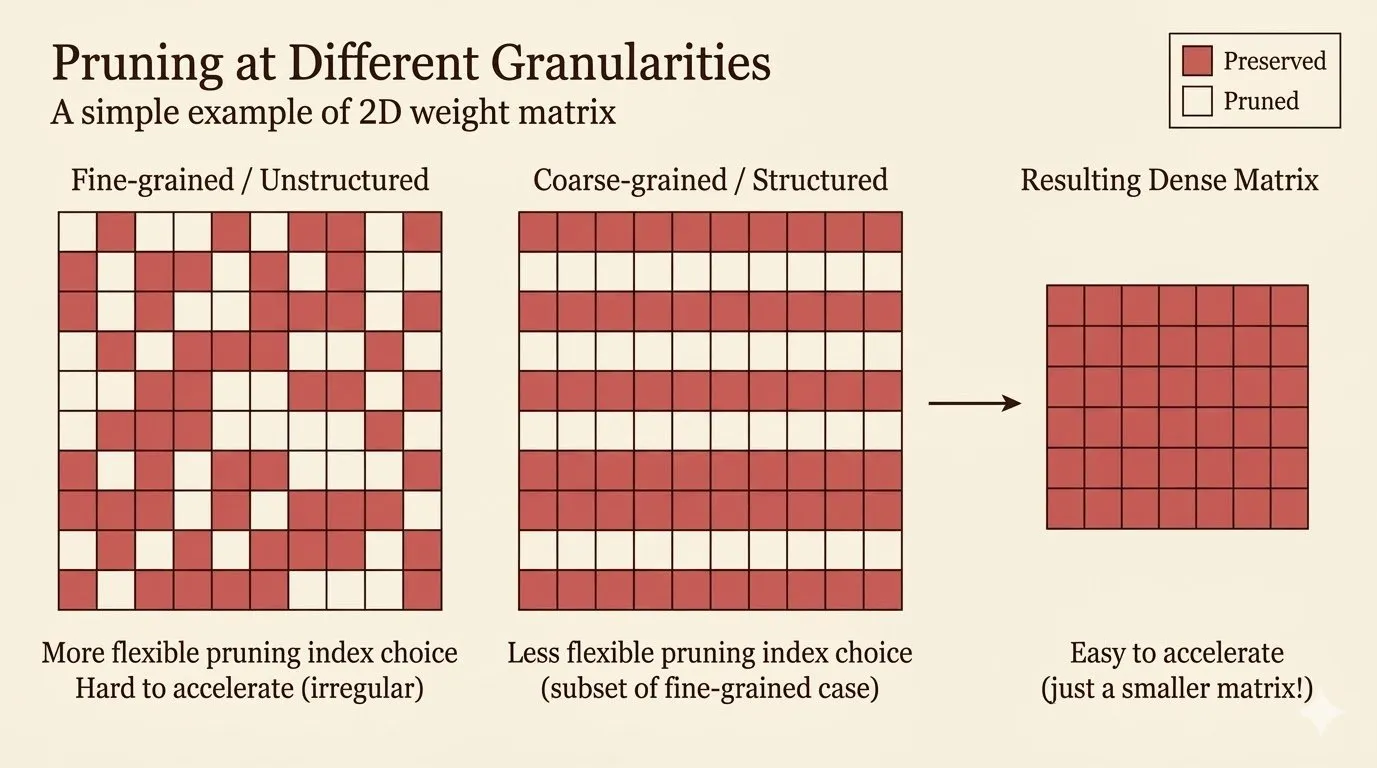 Pruning at Different Granularities
A simple example of 2D weight matrix
Preserved
Pruned
Fine-grained / Unstructured
Coarse-grained / Structured
Resulting Dense Matrix
More flexible pruning index choice
Hard to accelerate (irregular)
Less flexible pruning index choice
(subset of fine-grained case)
Easy to accelerate
(just a smaller matrix!)